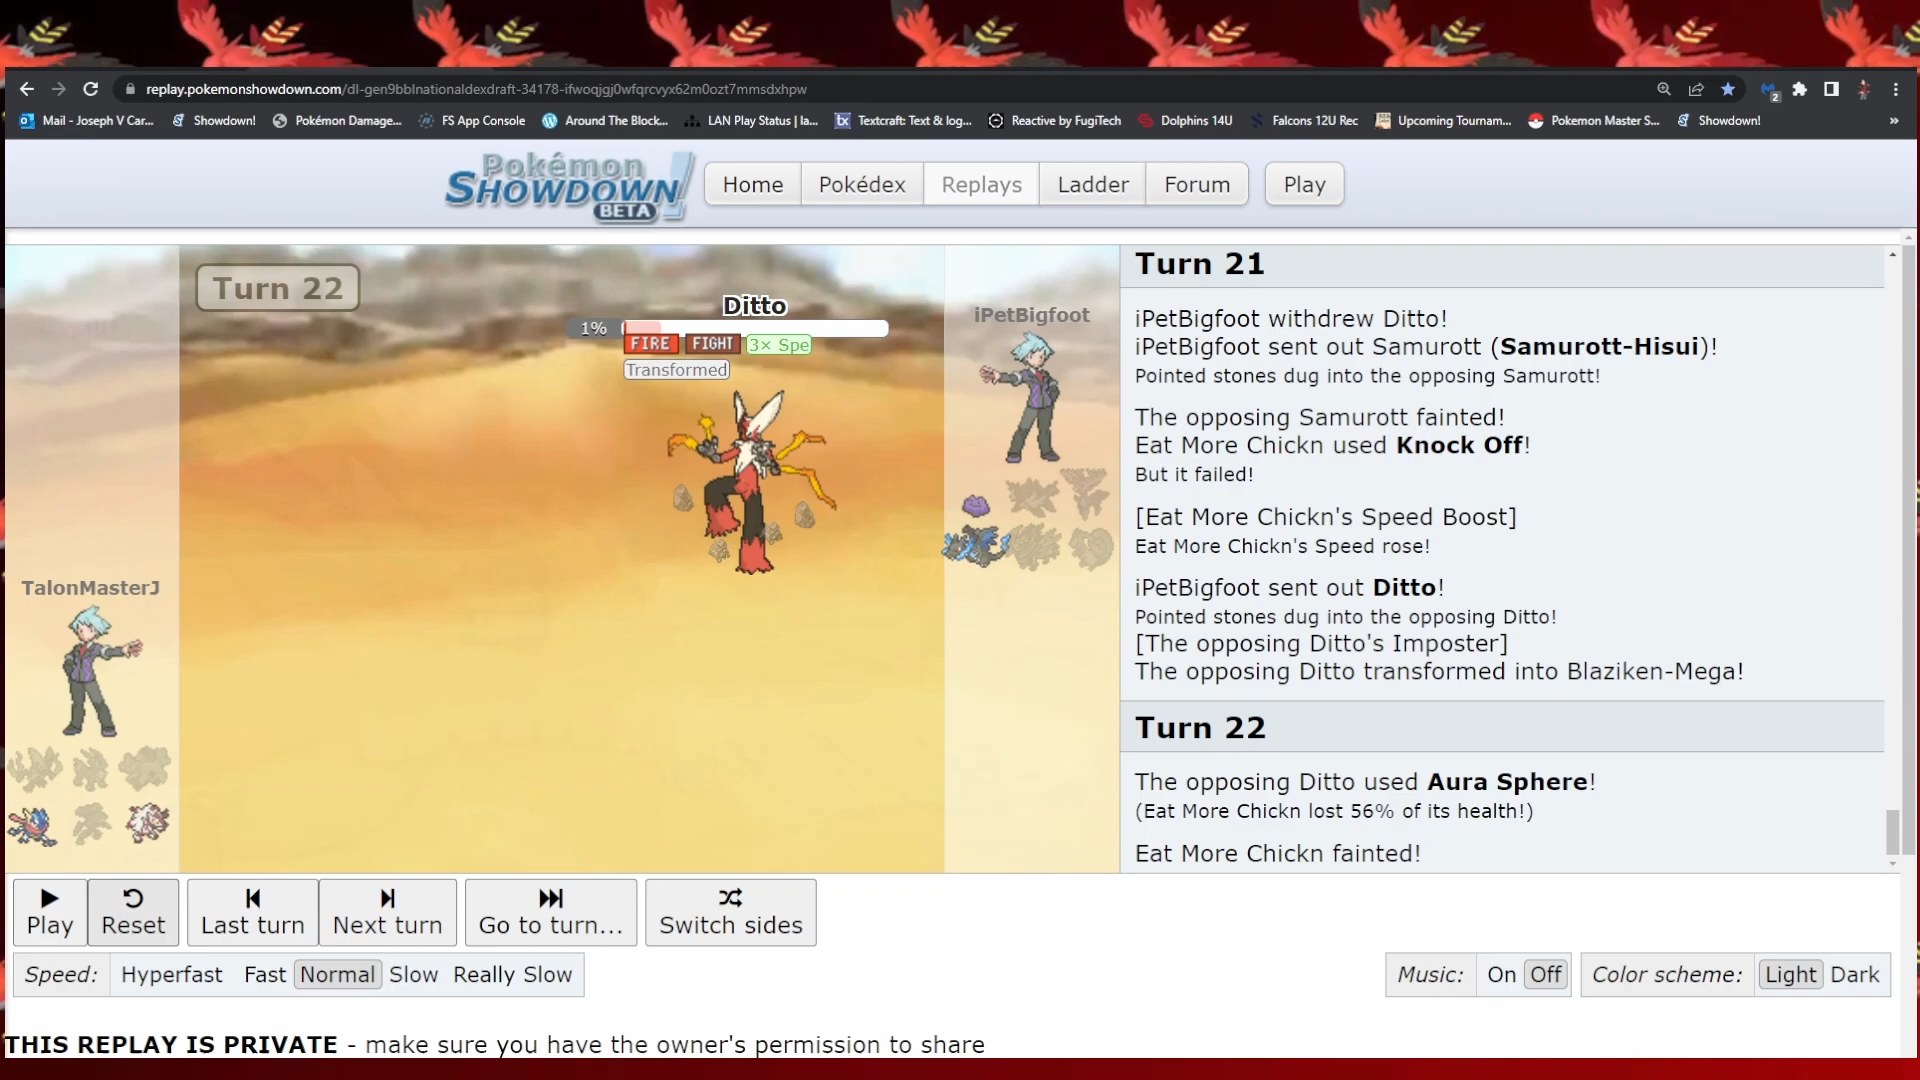 replay.pokemonshowdown.com/dl-gen9bblnationaldexdraft-34178-ifwoqjgj0wfqrcvyx62m0ozt7mmsdxhpw
2
Mail - Joseph V Car...
Showdown!
Pokémon Damage...
FS App Console
Around The Block...
LAN Play Status | la...
Textcraft: Text & log...
Reactive by FugiTech
Dolphins 14U
Falcons 12U Rec
Upcoming Tournam...
Pokemon Master S...
Showdown!
»
Pokémon
SHOWDOWN!
BETA
Home
Pokédex
Replays
Ladder
Forum
Play
Turn 22
Ditto
1%
FIRE
FIGHT
3× Spe
Transformed
iPetBigfoot
TalonMasterJ
Turn 21
iPetBigfoot withdrew Ditto!
iPetBigfoot sent out Samurott (Samurott-Hisui)!
Pointed stones dug into the opposing Samurott!
The opposing Samurott fainted!
Eat More Chickn used Knock Off!
But it failed!
[Eat More Chickn's Speed Boost]
Eat More Chickn's Speed rose!
iPetBigfoot sent out Ditto!
Pointed stones dug into the opposing Ditto!
[The opposing Ditto's Imposter]
The opposing Ditto transformed into Blaziken-Mega!
Turn 22
The opposing Ditto used Aura Sphere!
(Eat More Chickn lost 56% of its health!)
Eat More Chickn fainted!
Play
Reset
Last turn
Next turn
Go to turn...
Switch sides
Speed: Hyperfast Fast Normal Slow Really Slow
Music: On Off
Color scheme: Light Dark
THIS REPLAY IS PRIVATE - make sure you have the owner's permission to share